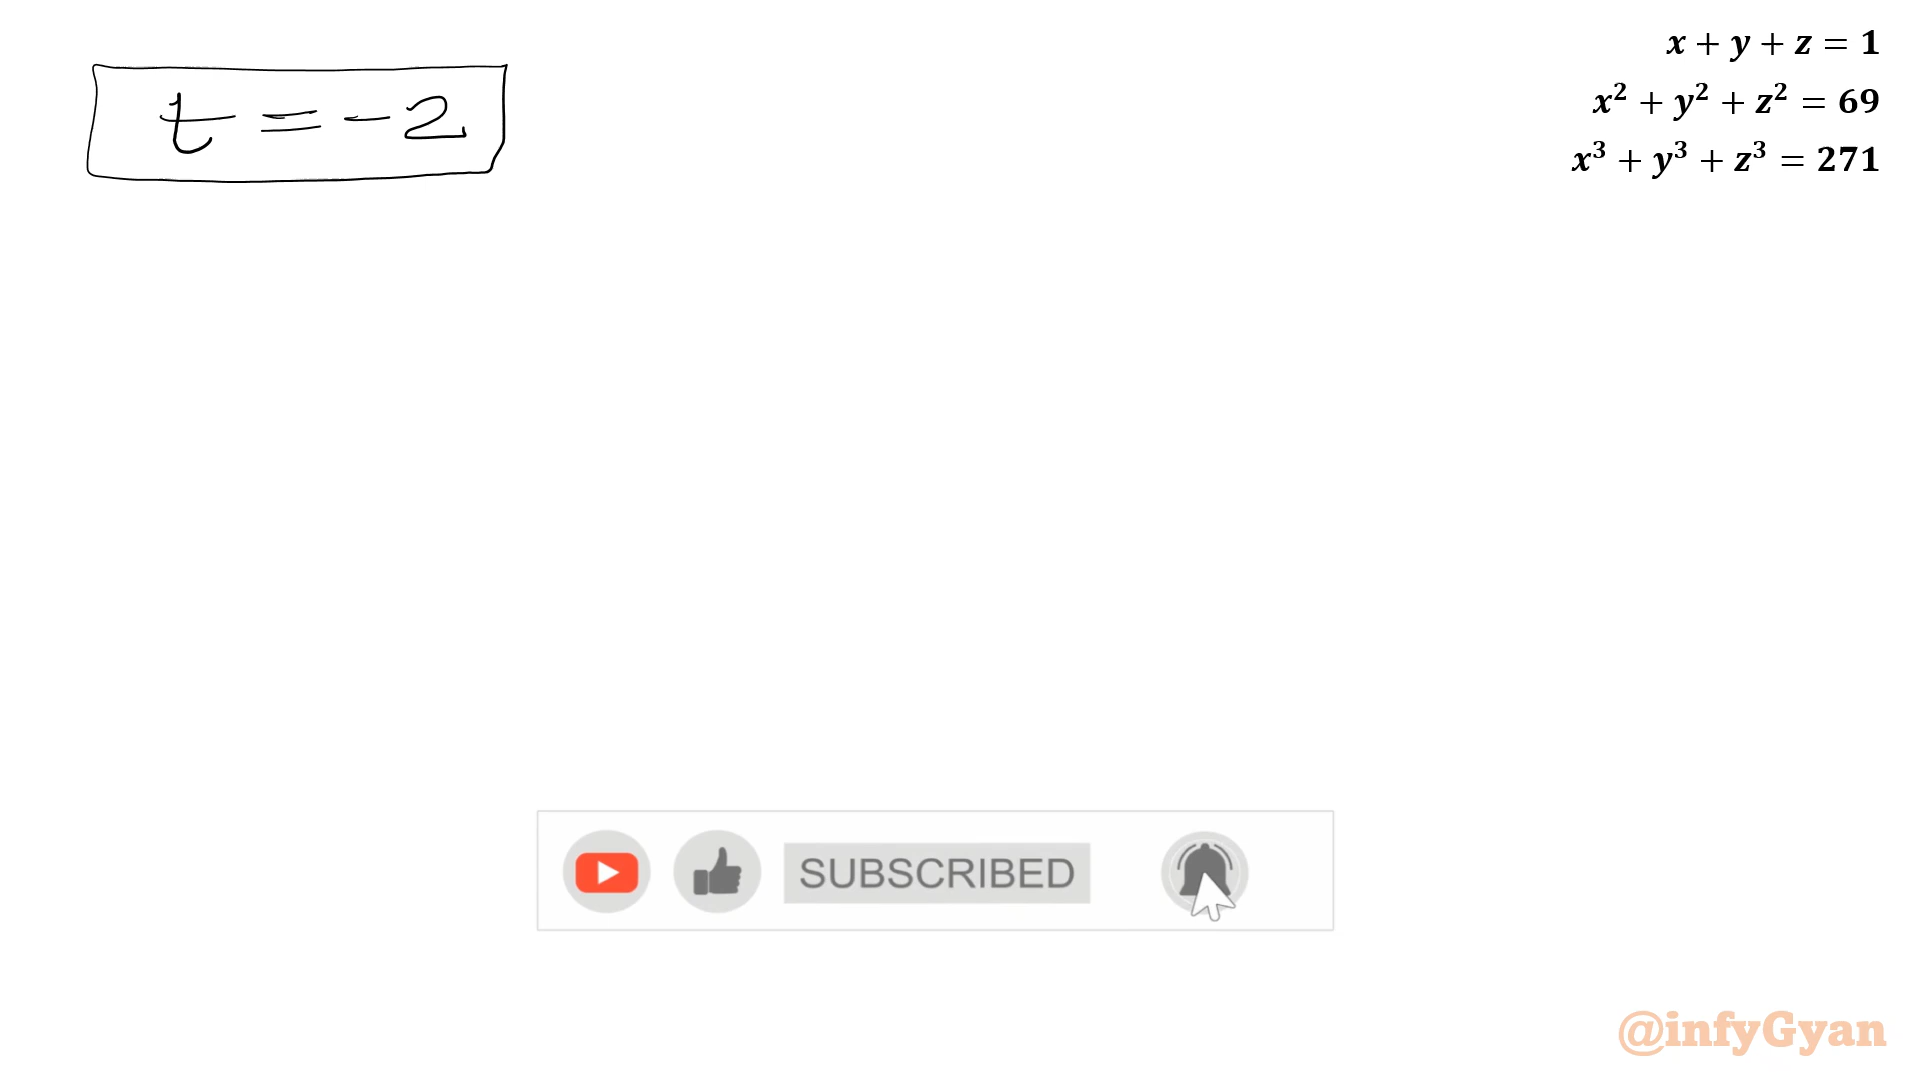 t = -2
x + y + z = 1
x² + y² + z² = 69
x³ + y³ + z³ = 271
SUBSCRIBED
@infyGyan